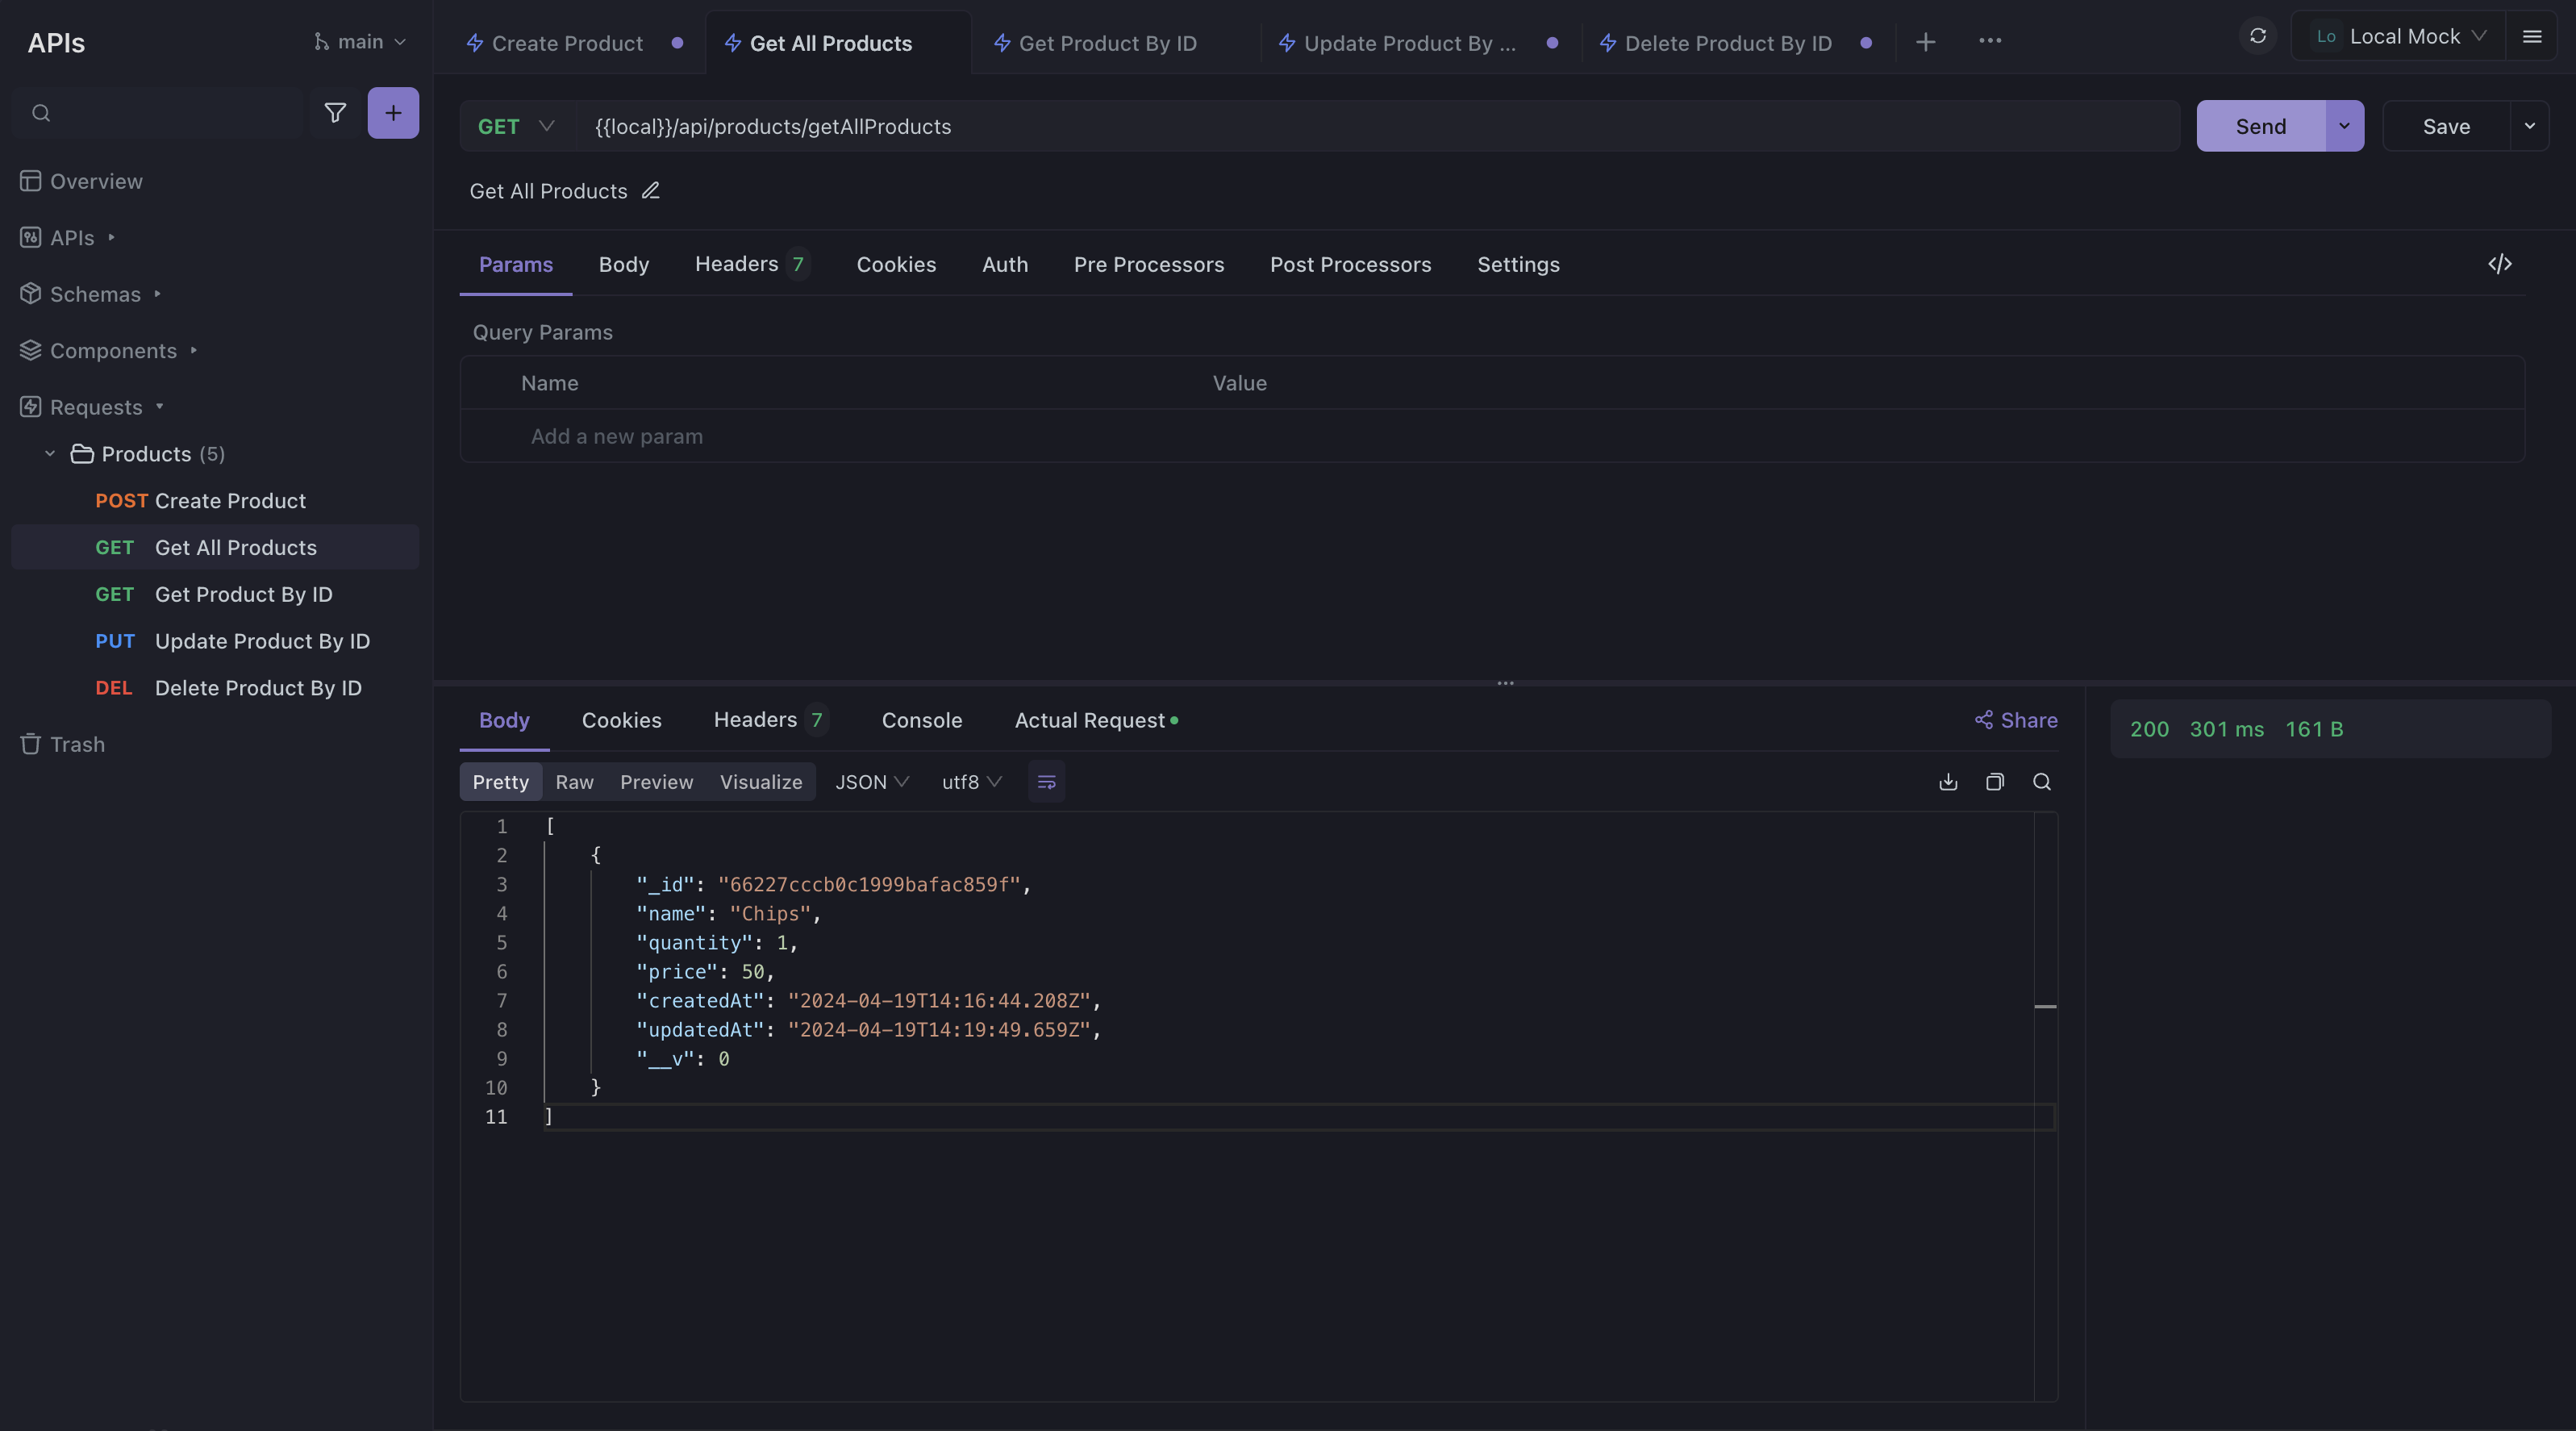 APIs
main
Create Product
Get All Products
Get Product By ID
Update Product By ...
Delete Product By ID
Lo Local Mock
GET {{local}}/api/products/getAllProducts
Send
Save
Overview
APIs
Schemas
Components
Requests
Products (5)
POST Create Product
GET Get All Products
GET Get Product By ID
PUT Update Product By ID
DEL Delete Product By ID
Trash
Get All Products
Params Body Headers 7 Cookies Auth Pre Processors Post Processors Settings
Query Params
Name Value
Add a new param
Body Cookies Headers 7 Console Actual Request
Share
200 301 ms 161 B
Pretty Raw Preview Visualize JSON utf8
1 [
2 {
3 "_id": "66227cccb0c1999bafac859f",
4 "name": "Chips",
5 "quantity": 1,
6 "price": 50,
7 "createdAt": "2024-04-19T14:16:44.208Z",
8 "updatedAt": "2024-04-19T14:19:49.659Z",
9 "__v": 0
10 }
11 ]